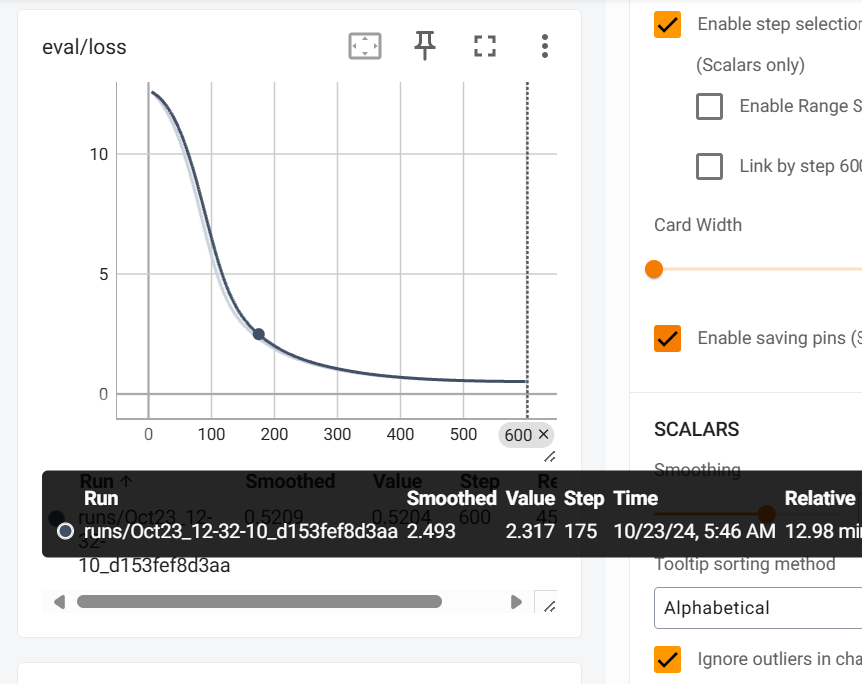 eval/loss
10
5
0
0 100 200 300 400 500 600 ×
Run ↑ Smoothed Value Step Re
runs/Oct23_12- 0.5209 0.5204 600 45
32-
10_d153fef8d3aa
Run Smoothed Value Step Time Relative
runs/Oct23_12-32-10_d153fef8d3aa 2.493 2.317 175 10/23/24, 5:46 AM 12.98 mi
Enable step selection
(Scalars only)
Enable Range S
Link by step 600
Card Width
Enable saving pins (S
SCALARS
Smoothing
Tooltip sorting method
Alphabetical
Ignore outliers in cha